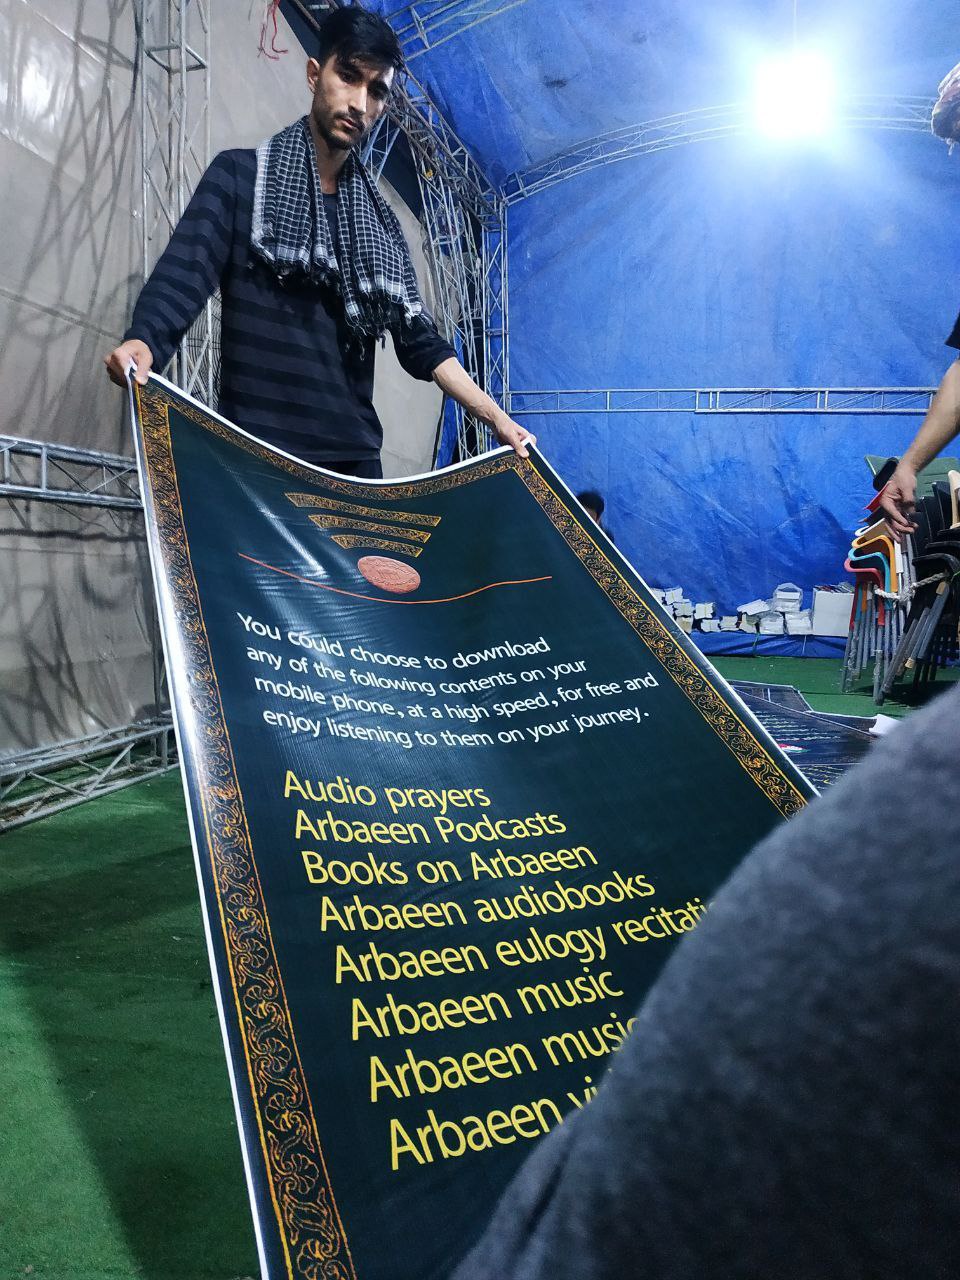 You could choose to download
any of the following contents on your
mobile phone, at a high speed, for free and
enjoy listening to them on your journey.
Audio prayers
Arbaeen Podcasts
Books on Arbaeen
Arbaeen audiobooks
Arbaeen eulogy
Arbaeen music
Arbaeen music
Arbaeen